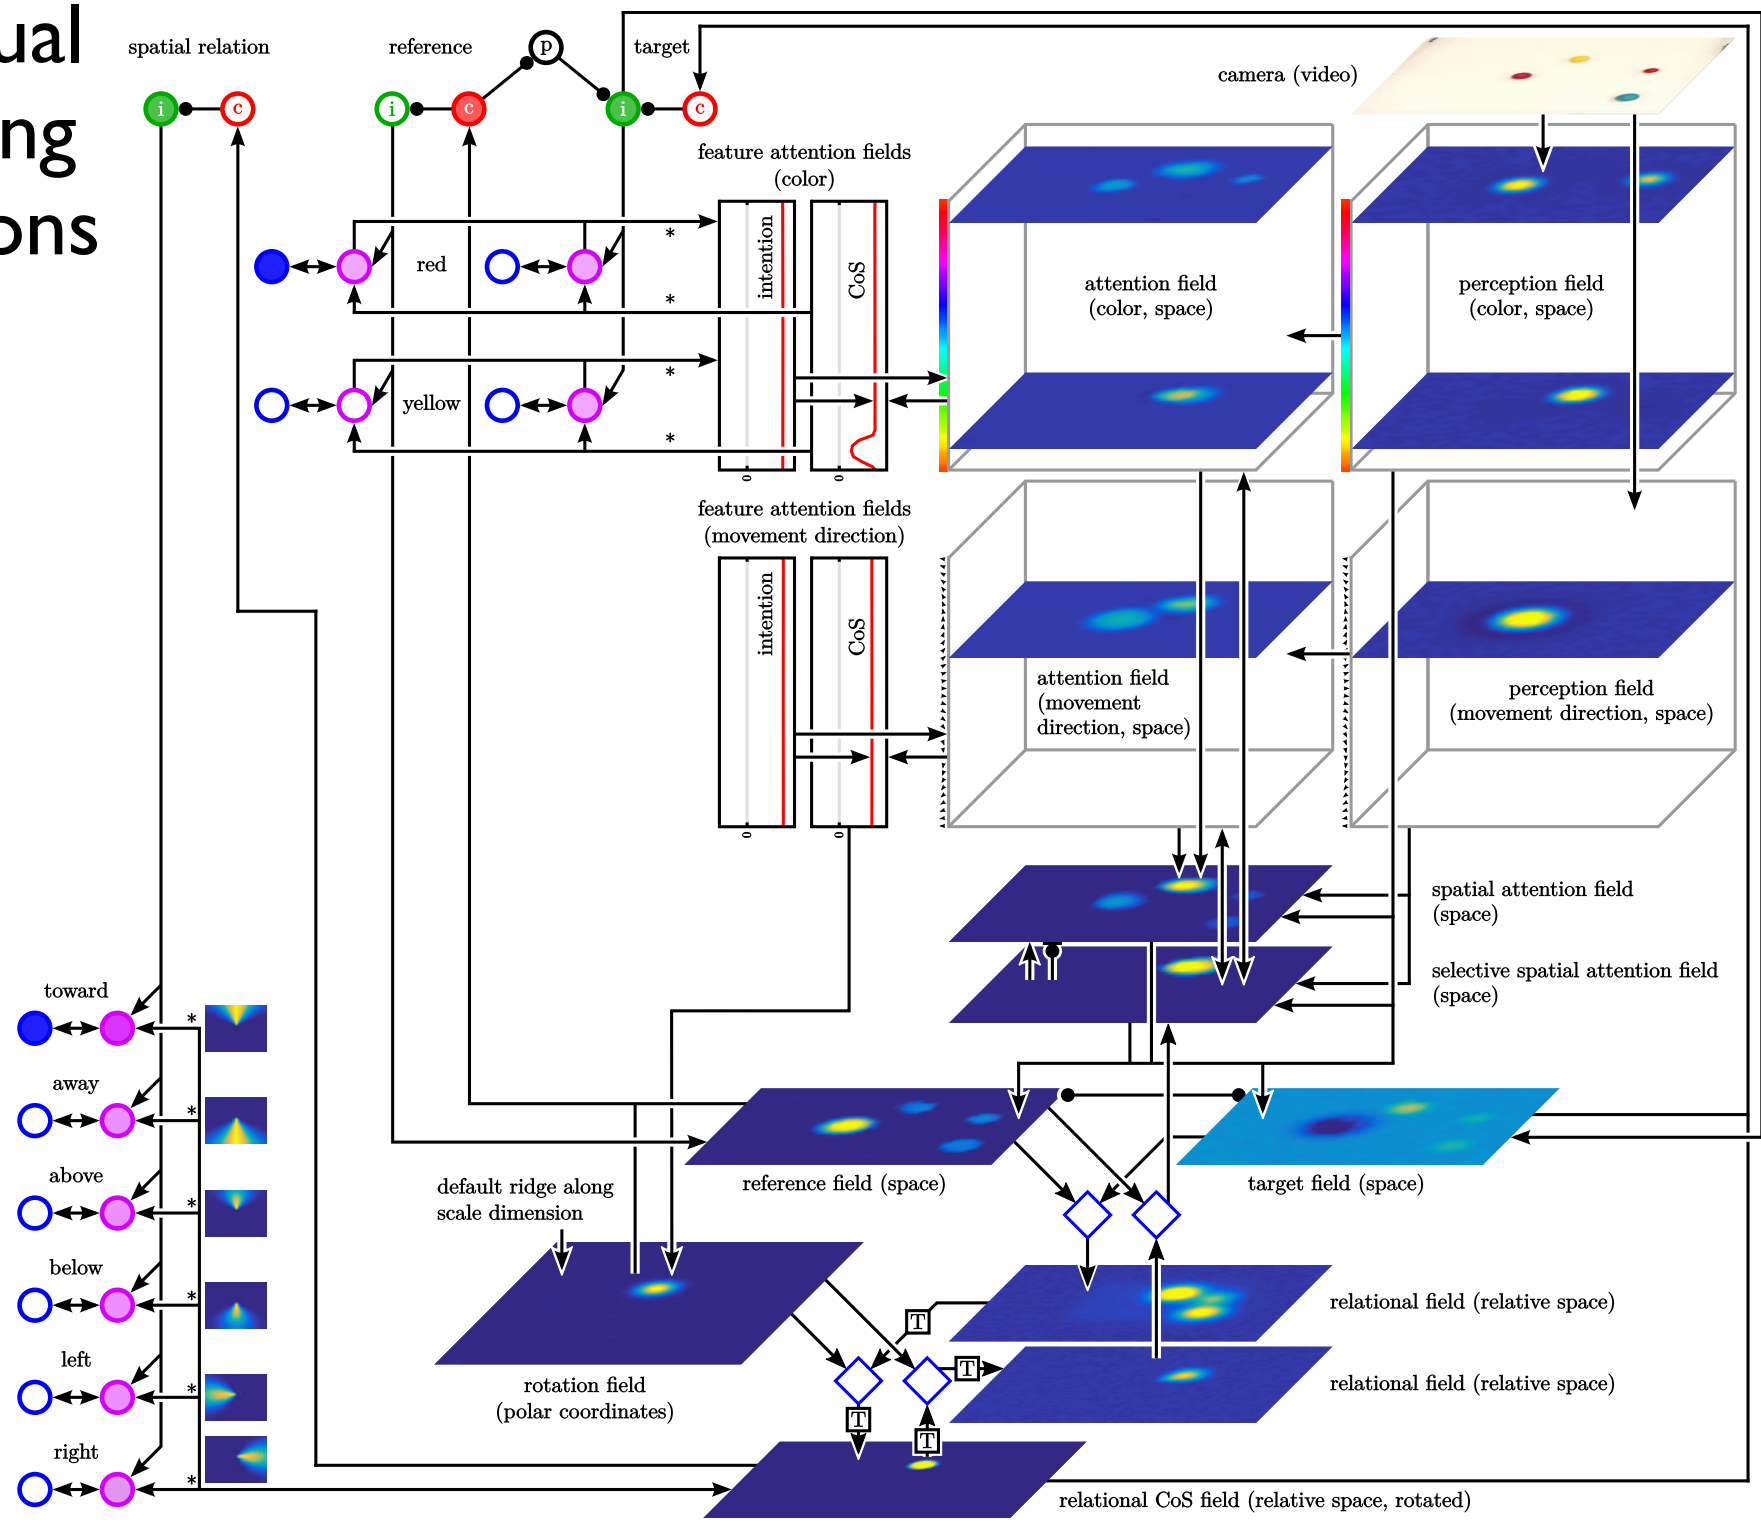 ual
ng
ons
spatial relation
reference
p
target
camera (video)
i
c
i
c
i
c
feature attention fields
(color)
intention
CoS
*
red
*
attention field
(color, space)
perception field
(color, space)
*
yellow
*
0
0
feature attention fields
(movement direction)
intention
CoS
attention field
(movement
direction, space)
perception field
(movement direction, space)
0
0
spatial attention field
(space)
selective spatial attention field
(space)
toward
*
away
*
above
*
below
*
left
*
right
*
reference field (space)
target field (space)
default ridge along
scale dimension
relational field (relative space)
T
T
relational field (relative space)
rotation field
(polar coordinates)
T
T
relational CoS field (relative space, rotated)